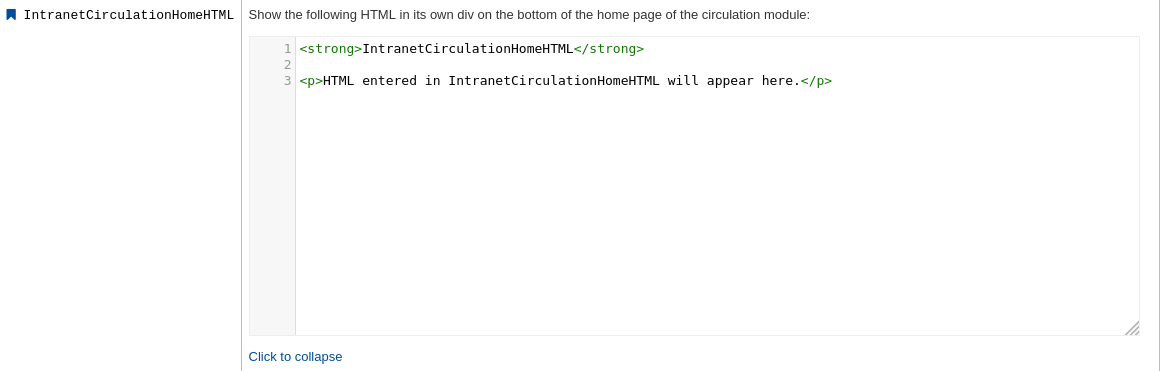 IntranetCirculationHomeHTML
Show the following HTML in its own div on the bottom of the home page of the circulation module:
1 <strong>IntranetCirculationHomeHTML</strong>
2
3 <p>HTML entered in IntranetCirculationHomeHTML will appear here.</p>
Click to collapse